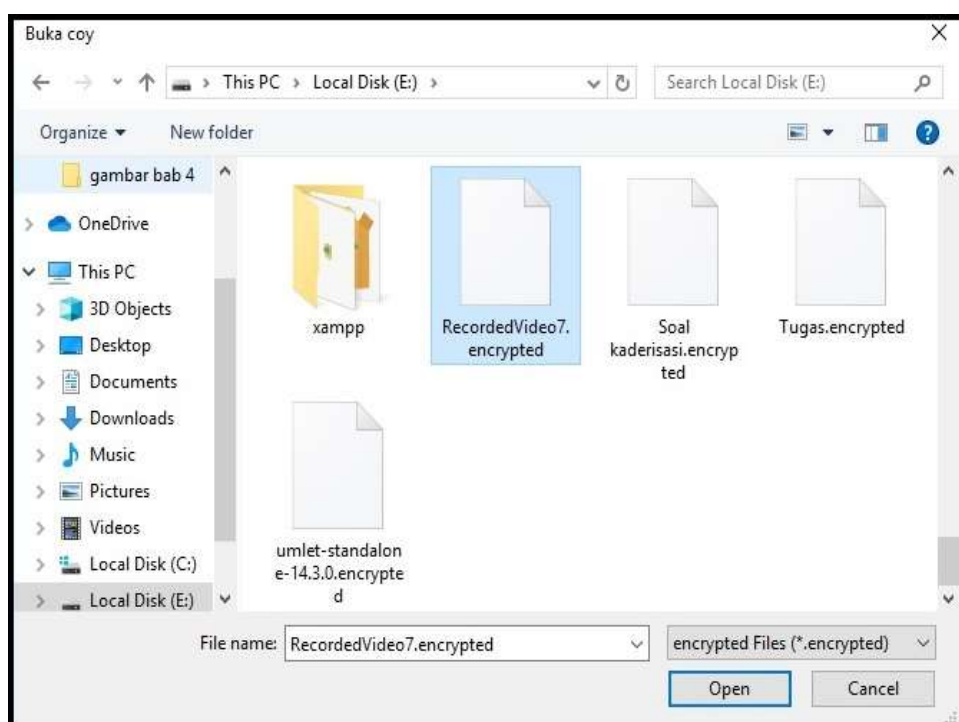 Buka coy
This PC > Local Disk (E:) >
Search Local Disk (E:)
Organize
New folder
gambar bab 4
OneDrive
This PC
3D Objects
Desktop
Documents
Downloads
Music
Pictures
Videos
Local Disk (C:)
Local Disk (E:)
xampp
RecordedVideo7.
encrypted
Soal
kaderisasi.encryp
ted
Tugas.encrypted
umlet-standalon
e-14.3.0.encrypte
d
File name: RecordedVideo7.encrypted
encrypted Files (*.encrypted)
Open
Cancel